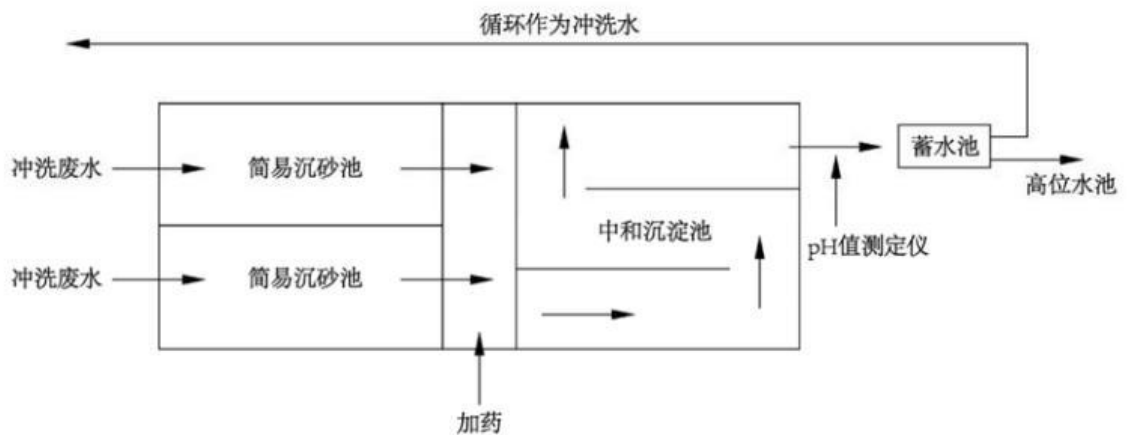 循环作为冲洗水
冲洗废水
简易沉砂池
蓄水池
高位水池
中和沉淀池
pH值测定仪
冲洗废水
简易沉砂池
加药